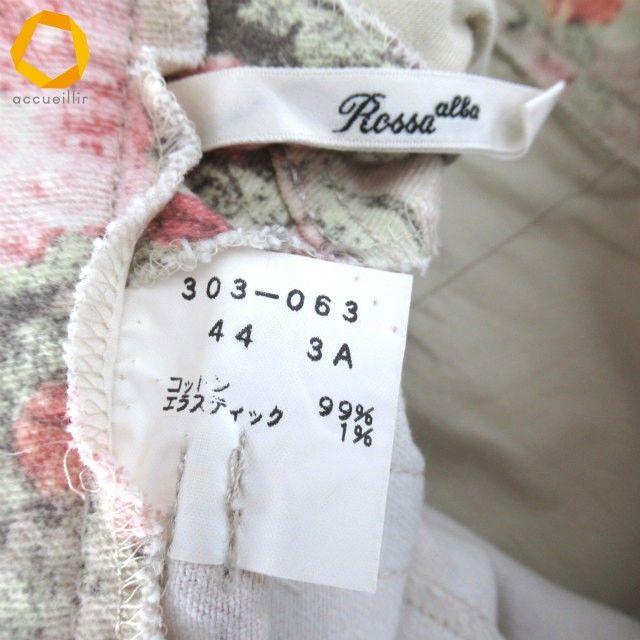 accueillir
Rossa alba
303-063
44 3A
コットン 99%
エラスティック 1%